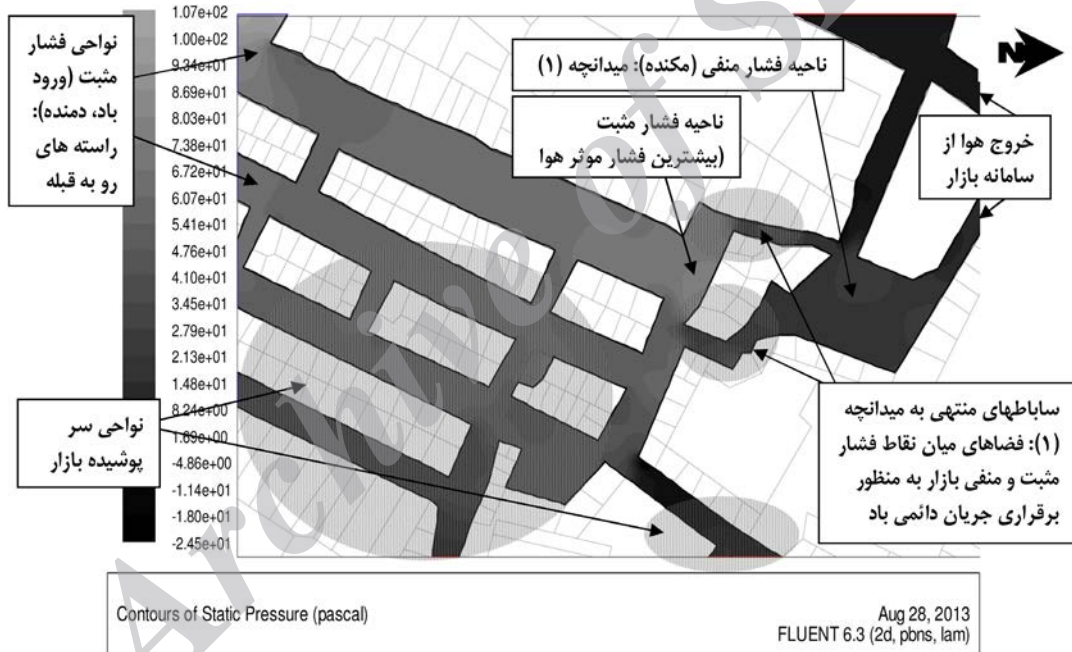 نواحی فشار
مثبت (ورود
باد، دمنده):
راسته های
رو به قبله
1.07e+02
1.00e+02
9.34e+01
8.69e+01
8.03e+01
7.38e+01
6.72e+01
6.07e+01
5.41e+01
4.76e+01
4.10e+01
3.45e+01
2.79e+01
2.13e+01
1.48e+01
8.24e+00
1.69e+00
-4.86e+00
-1.14e+01
-1.80e+01
-2.45e+01
ناحیه فشار منفی (مکنده): میدانچه (۱)
ناحیه فشار مثبت
(بیشترین فشار موثر هوا
N
خروج هوا از
سامانه بازار
نواحی سر
پوشیده بازار
ساباطهای منتهی به میدانچه
(۱): فضاهای میان نقاط فشار
مثبت و منفی بازار به منظور
برقراری جریان دائمی باد
Contours of Static Pressure (pascal)
Aug 28, 2013
FLUENT 6.3 (2d, pbns, lam)
Archive of S